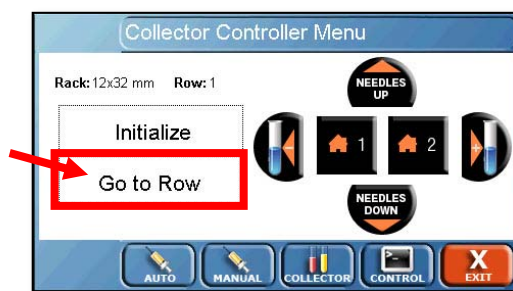 Collector Controller Menu
Rack: 12x32 mm Row: 1
NEEDLES
UP
Initialize
1
2
Go to Row
NEEDLES
DOWN
AUTO
MANUAL
COLLECTOR
CONTROL
X
EXIT